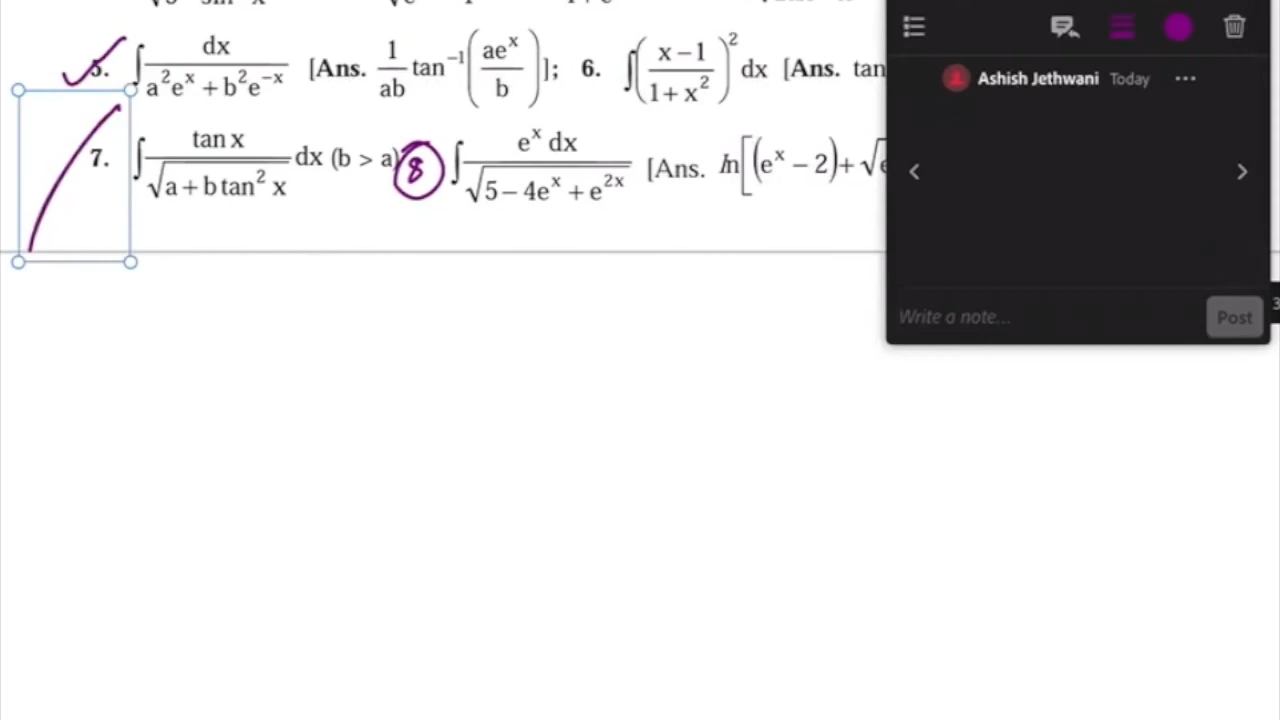 5. ∫ dx / (a²eˣ + b²e⁻ˣ) [Ans. 1/ab tan⁻¹(aeˣ/b)]; 6. ∫((x−1)/(1+x²))² dx [Ans. tan
7. ∫ tan x / √(a + b tan² x) dx (b > a) 8 ∫ eˣ dx / √(5 − 4eˣ + e²ˣ) [Ans. ln[(eˣ − 2) + √e
Ashish Jethwani Today ...
Write a note... Post